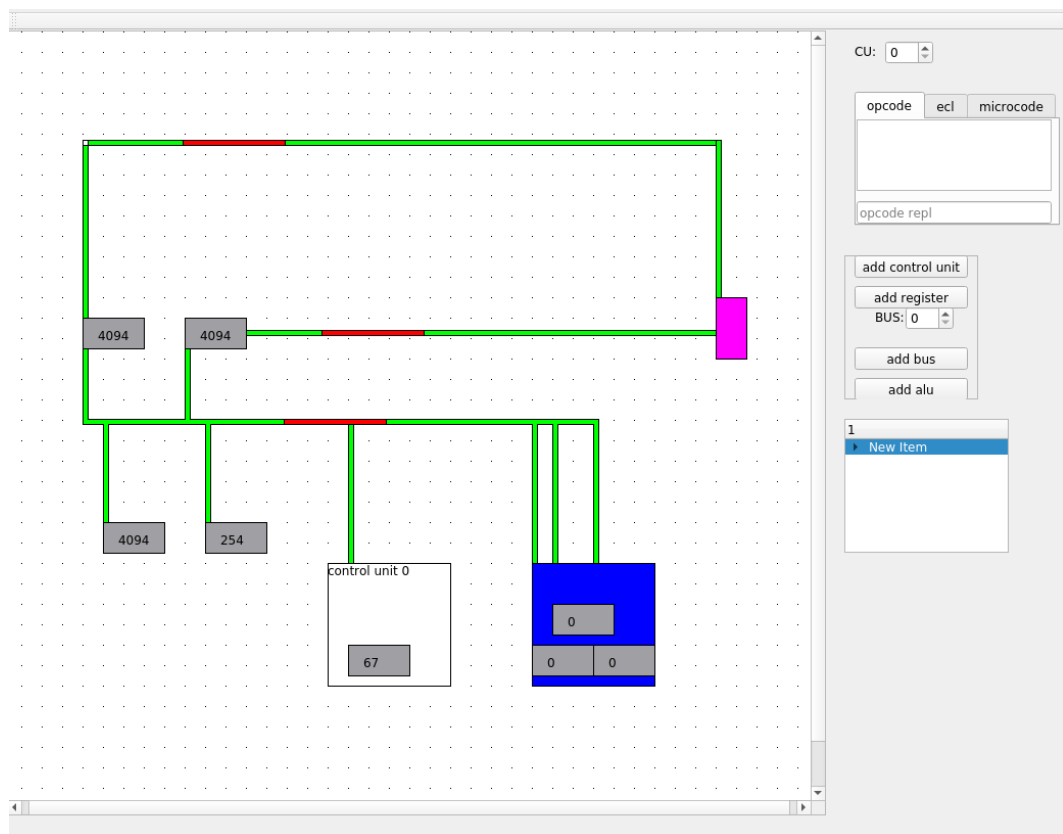 CU: 0
opcode ecl microcode
opcode repl
add control unit
add register
BUS: 0
add bus
add alu
4094 4094
1
New Item
4094 254
control unit 0
0
67
0 0